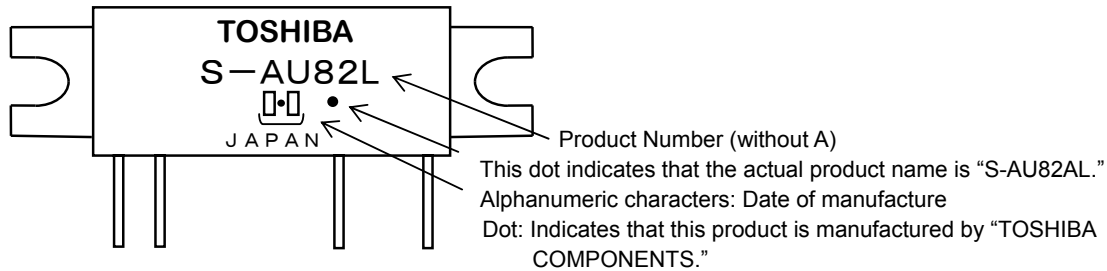 TOSHIBA
S－AU82L
▯•▯ •
JAPAN
Product Number (without A)
This dot indicates that the actual product name is “S-AU82AL.”
Alphanumeric characters: Date of manufacture
Dot: Indicates that this product is manufactured by “TOSHIBA
COMPONENTS.”